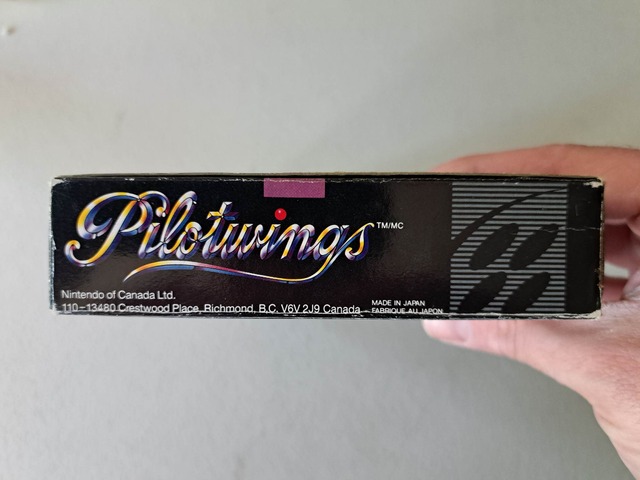 Pilotwings TM/MC
Nintendo of Canada Ltd.
110-13480 Crestwood Place, Richmond, B.C. V6V 2J9 Canada
MADE IN JAPAN
FABRIQUE AU JAPON